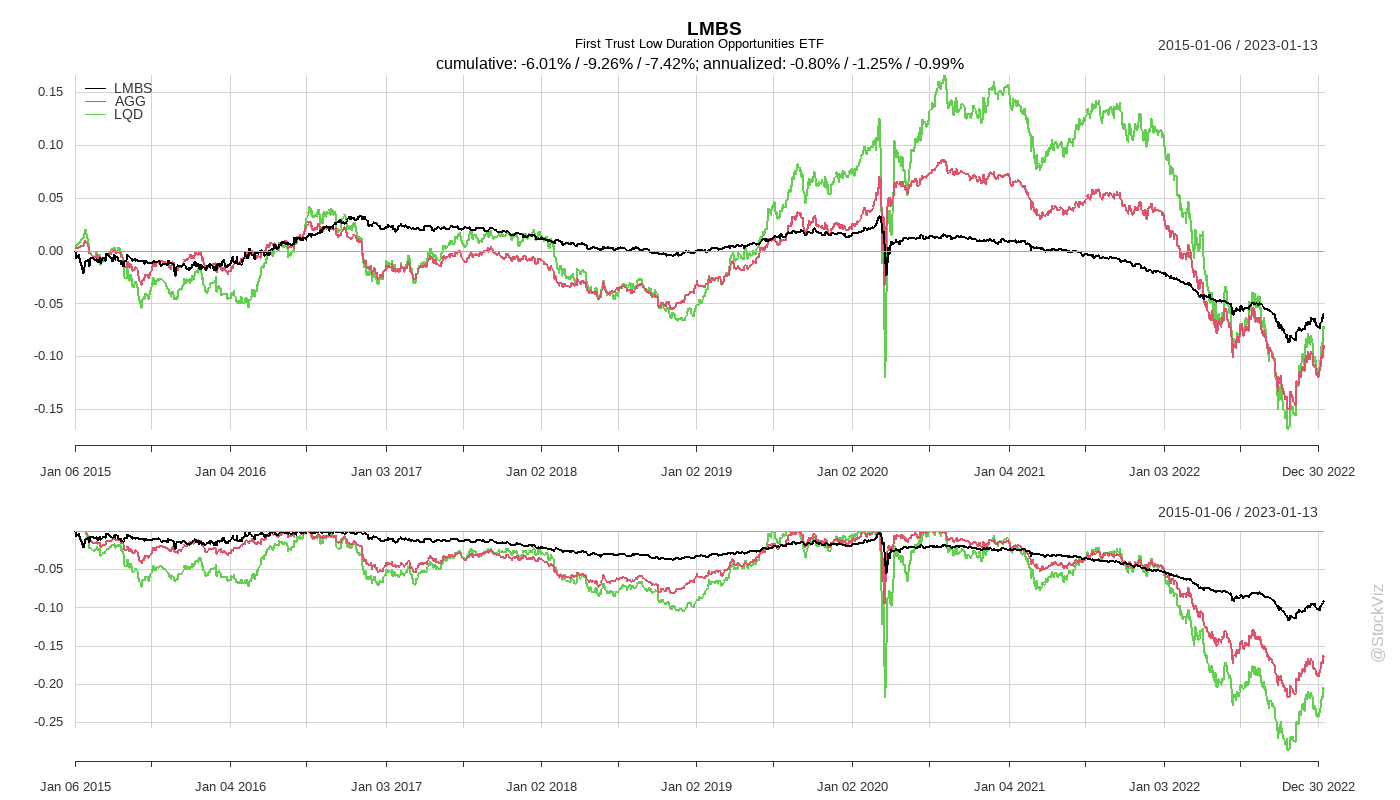 LMBS
First Trust Low Duration Opportunities ETF
2015-01-06 / 2023-01-13
cumulative: -6.01% / -9.26% / -7.42%; annualized: -0.80% / -1.25% / -0.99%
LMBS
AGG
LQD
0.15
0.10
0.05
0.00
-0.05
-0.10
-0.15
Jan 06 2015 Jan 04 2016 Jan 03 2017 Jan 02 2018 Jan 02 2019 Jan 02 2020 Jan 04 2021 Jan 03 2022 Dec 30 2022
2015-01-06 / 2023-01-13
-0.05
-0.10
-0.15
-0.20
-0.25
Jan 06 2015 Jan 04 2016 Jan 03 2017 Jan 02 2018 Jan 02 2019 Jan 02 2020 Jan 04 2021 Jan 03 2022 Dec 30 2022
@StockViz